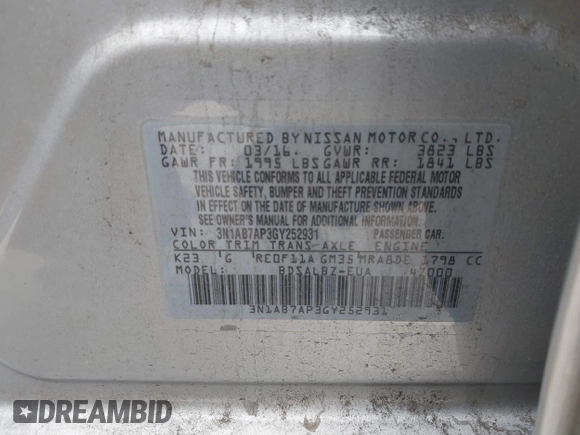 MANUFACTURED BY NISSAN MOTOR CO., LTD.
DATE: 03/16. GVWR: 3823 LBS
GAWR FR: 1995 LBS GAWR RR: 1841 LBS
THIS VEHICLE CONFORMS TO ALL APPLICABLE FEDERAL MOTOR
VEHICLE SAFETY, BUMPER AND THEFT PREVENTION STANDARDS
IN EFFECT ON THE DATE OF MANUFACTURE SHOWN ABOVE.
SEE OWNER'S MANUAL FOR ADDITIONAL INFORMATION.
VIN: 3N1AB7AP3GY252931 PASSENGER CAR.
COLOR TRIM TRANS AXLE ENGINE
K23 G RE0F11A GM35 MRA8DE 1798 CC
BDSALBZ-EUA 47000
3N1AB7AP3GY252931
DREAMBID